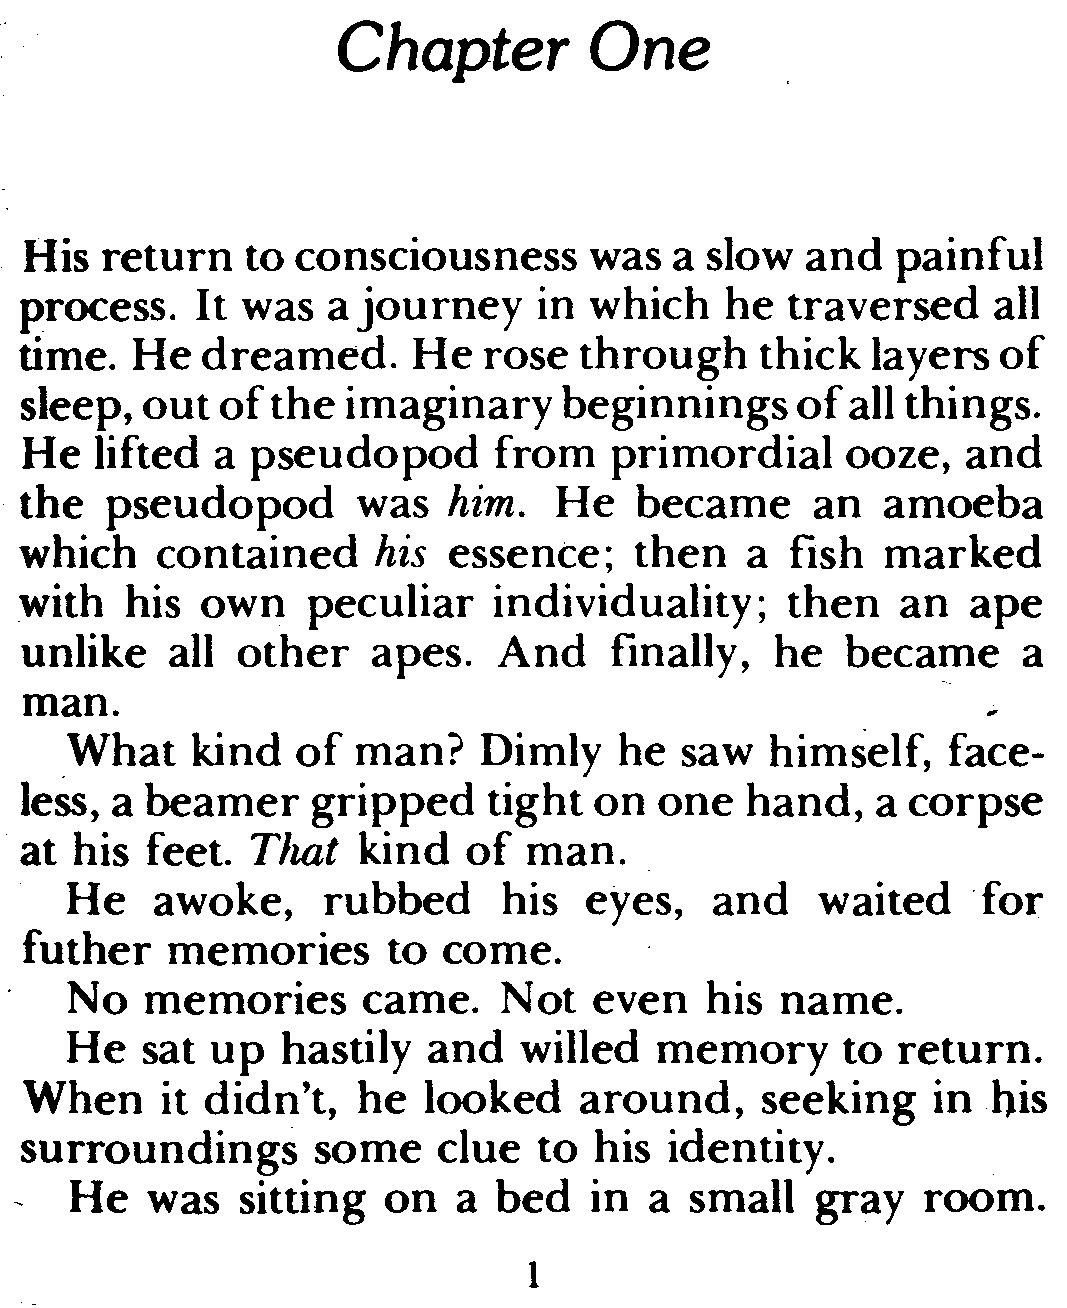 Chapter One
His return to consciousness was a slow and painful
process. It was a journey in which he traversed all
time. He dreamed. He rose through thick layers of
sleep, out of the imaginary beginnings of all things.
He lifted a pseudopod from primordial ooze, and
the pseudopod was him. He became an amoeba
which contained his essence; then a fish marked
with his own peculiar individuality; then an ape
unlike all other apes. And finally, he became a
man.
What kind of man? Dimly he saw himself, face-
less, a beamer gripped tight on one hand, a corpse
at his feet. That kind of man.
He awoke, rubbed his eyes, and waited for
futher memories to come.
No memories came. Not even his name.
He sat up hastily and willed memory to return.
When it didn't, he looked around, seeking in his
surroundings some clue to his identity.
He was sitting on a bed in a small gray room.
1